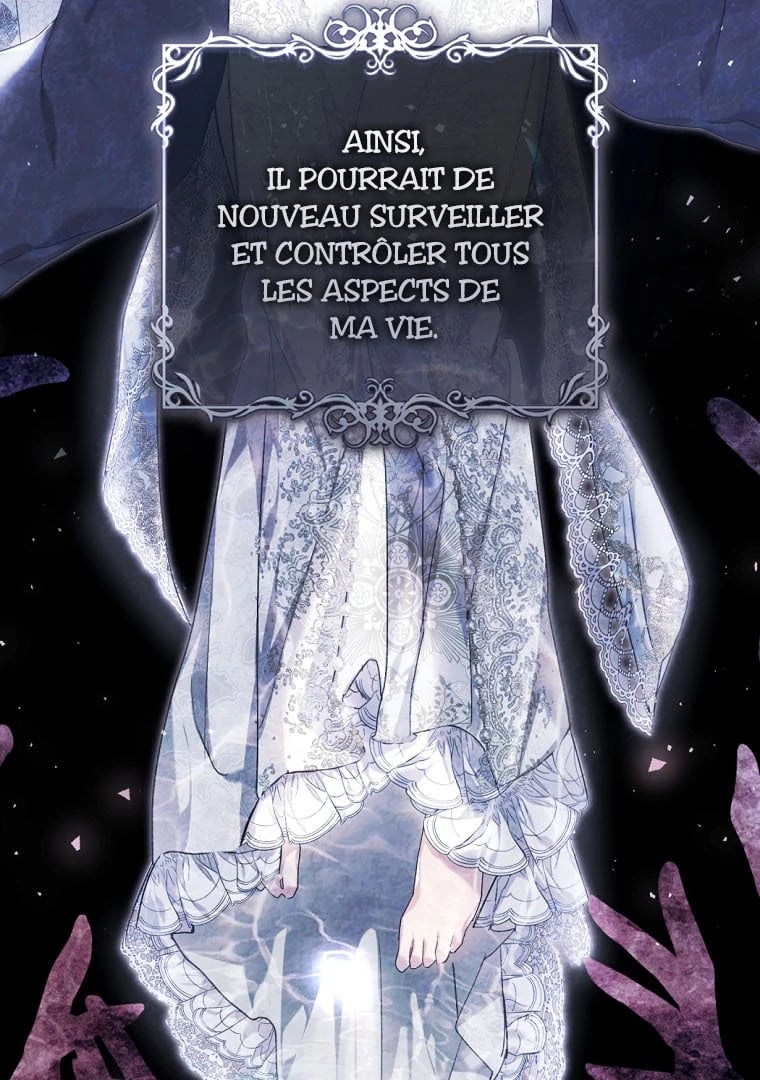 AINSI,
IL POURRAIT DE
NOUVEAU SURVEILLER
ET CONTRÔLER TOUS
LES ASPECTS DE
MA VIE.